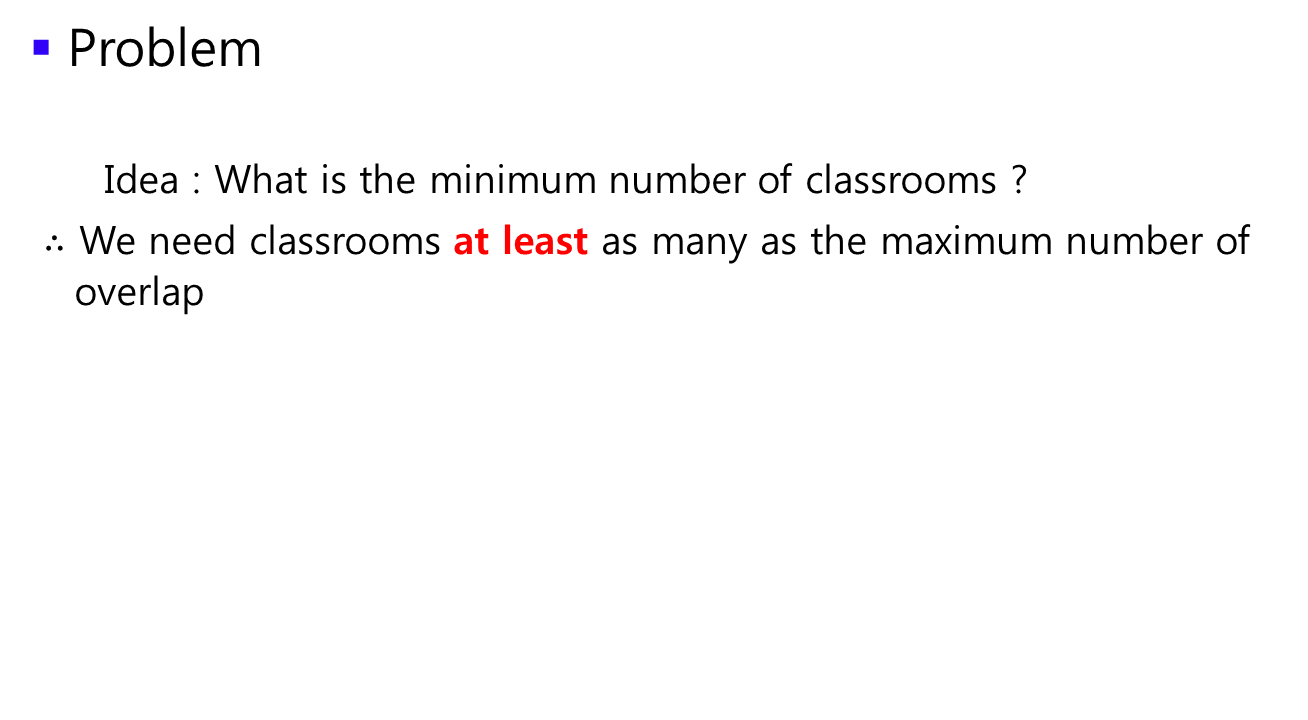 ▪ Problem
Idea : What is the minimum number of classrooms ?
∴ We need classrooms at least as many as the maximum number of
overlap